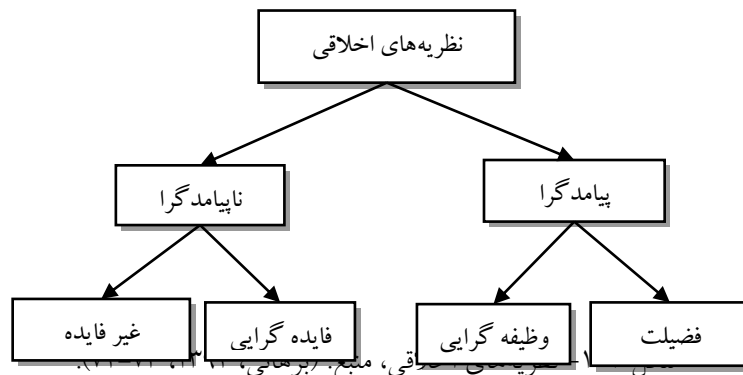 نظریه‌های اخلاقی
پیامدگرا
ناپیامدگرا
فضیلت
وظیفه گرایی
فایده گرایی
غیر فایده
نظریه‌های اخلاقی، منبع: (برهانی،